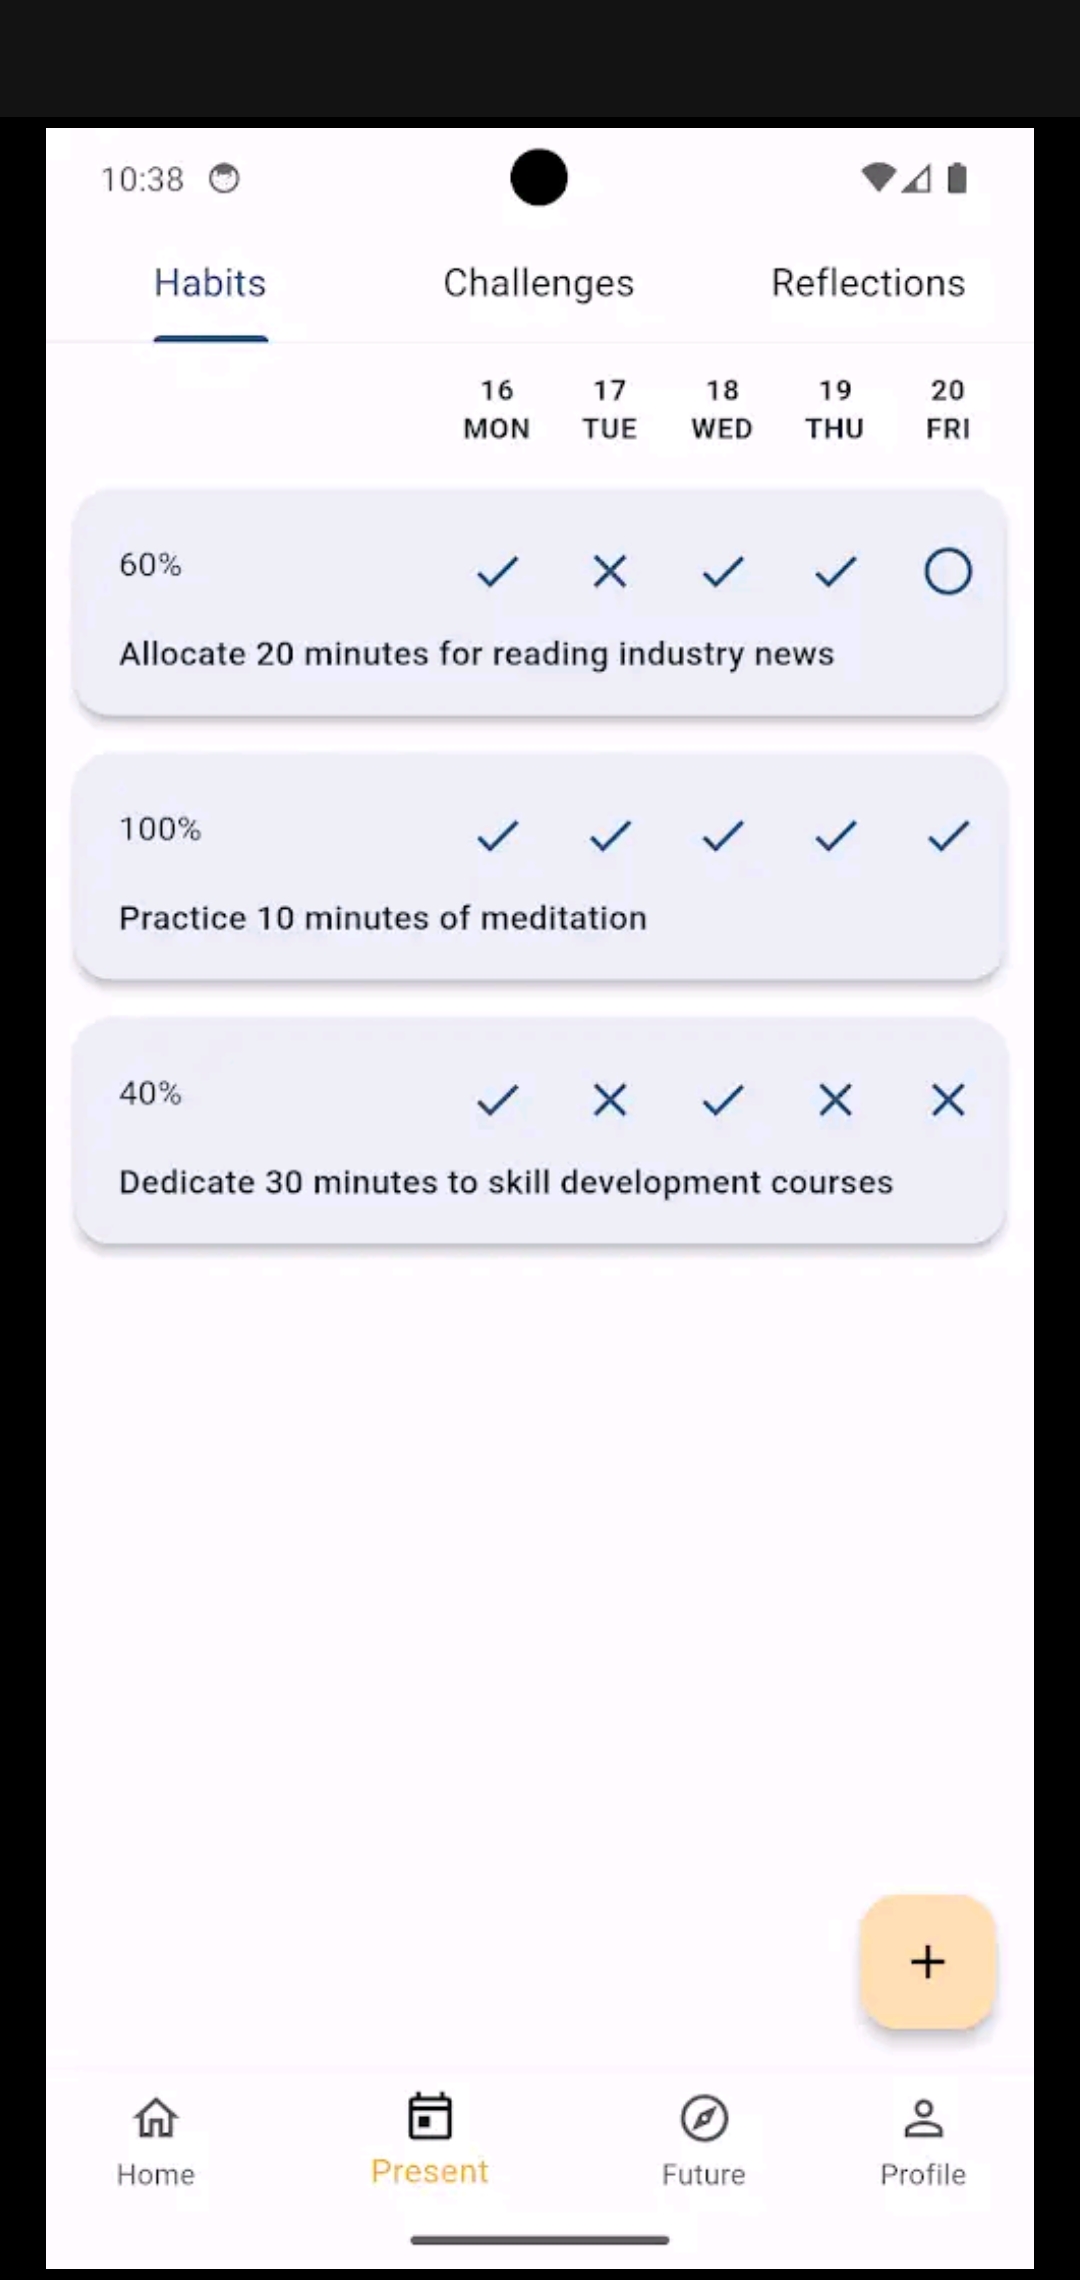 10:38
Habits Challenges Reflections
16 17 18 19 20
MON TUE WED THU FRI
60%
Allocate 20 minutes for reading industry news
100%
Practice 10 minutes of meditation
40%
Dedicate 30 minutes to skill development courses
+
Home Present Future Profile